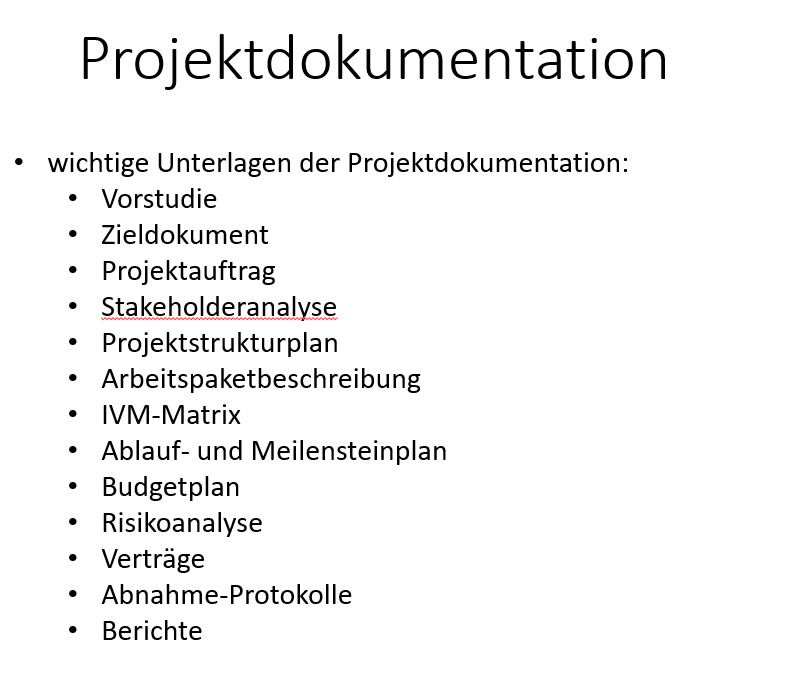 Projektdokumentation
• wichtige Unterlagen der Projektdokumentation:
• Vorstudie
• Zieldokument
• Projektauftrag
• Stakeholderanalyse
• Projektstrukturplan
• Arbeitspaketbeschreibung
• IVM-Matrix
• Ablauf- und Meilensteinplan
• Budgetplan
• Risikoanalyse
• Verträge
• Abnahme-Protokolle
• Berichte